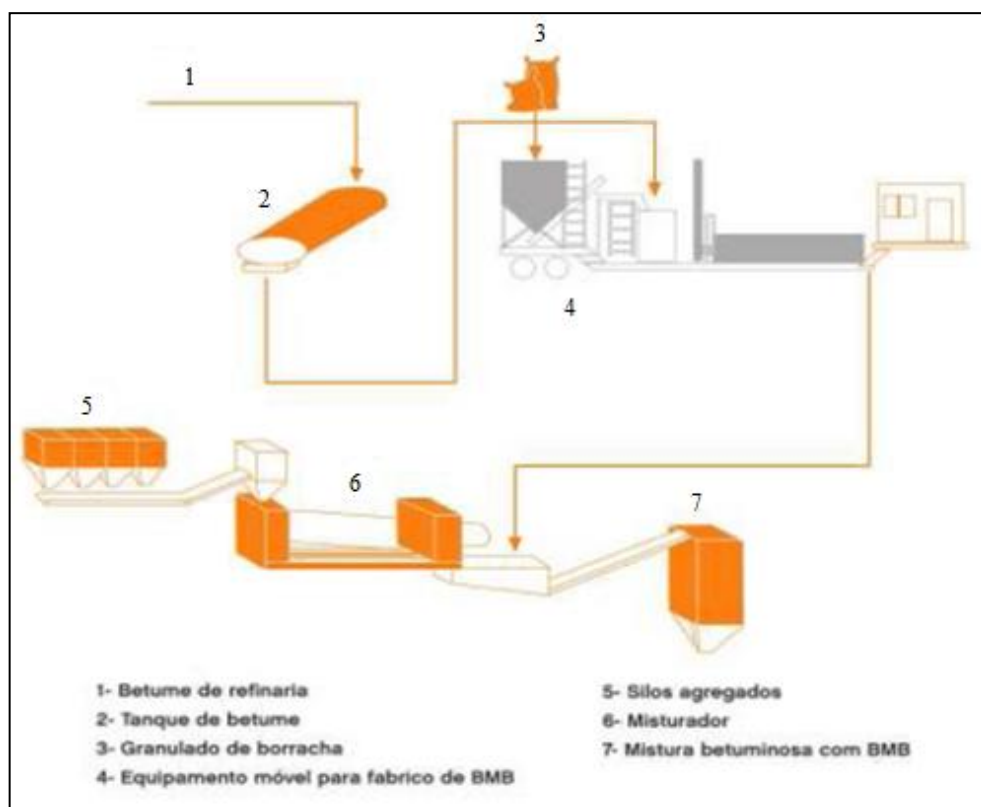 3
1
2
4
5
6
7
1- Betume de refinaria
2- Tanque de betume
3- Granulado de borracha
4- Equipamento móvel para fabrico de BMB
5- Silos agregados
6- Misturador
7- Mistura betuminosa com BMB